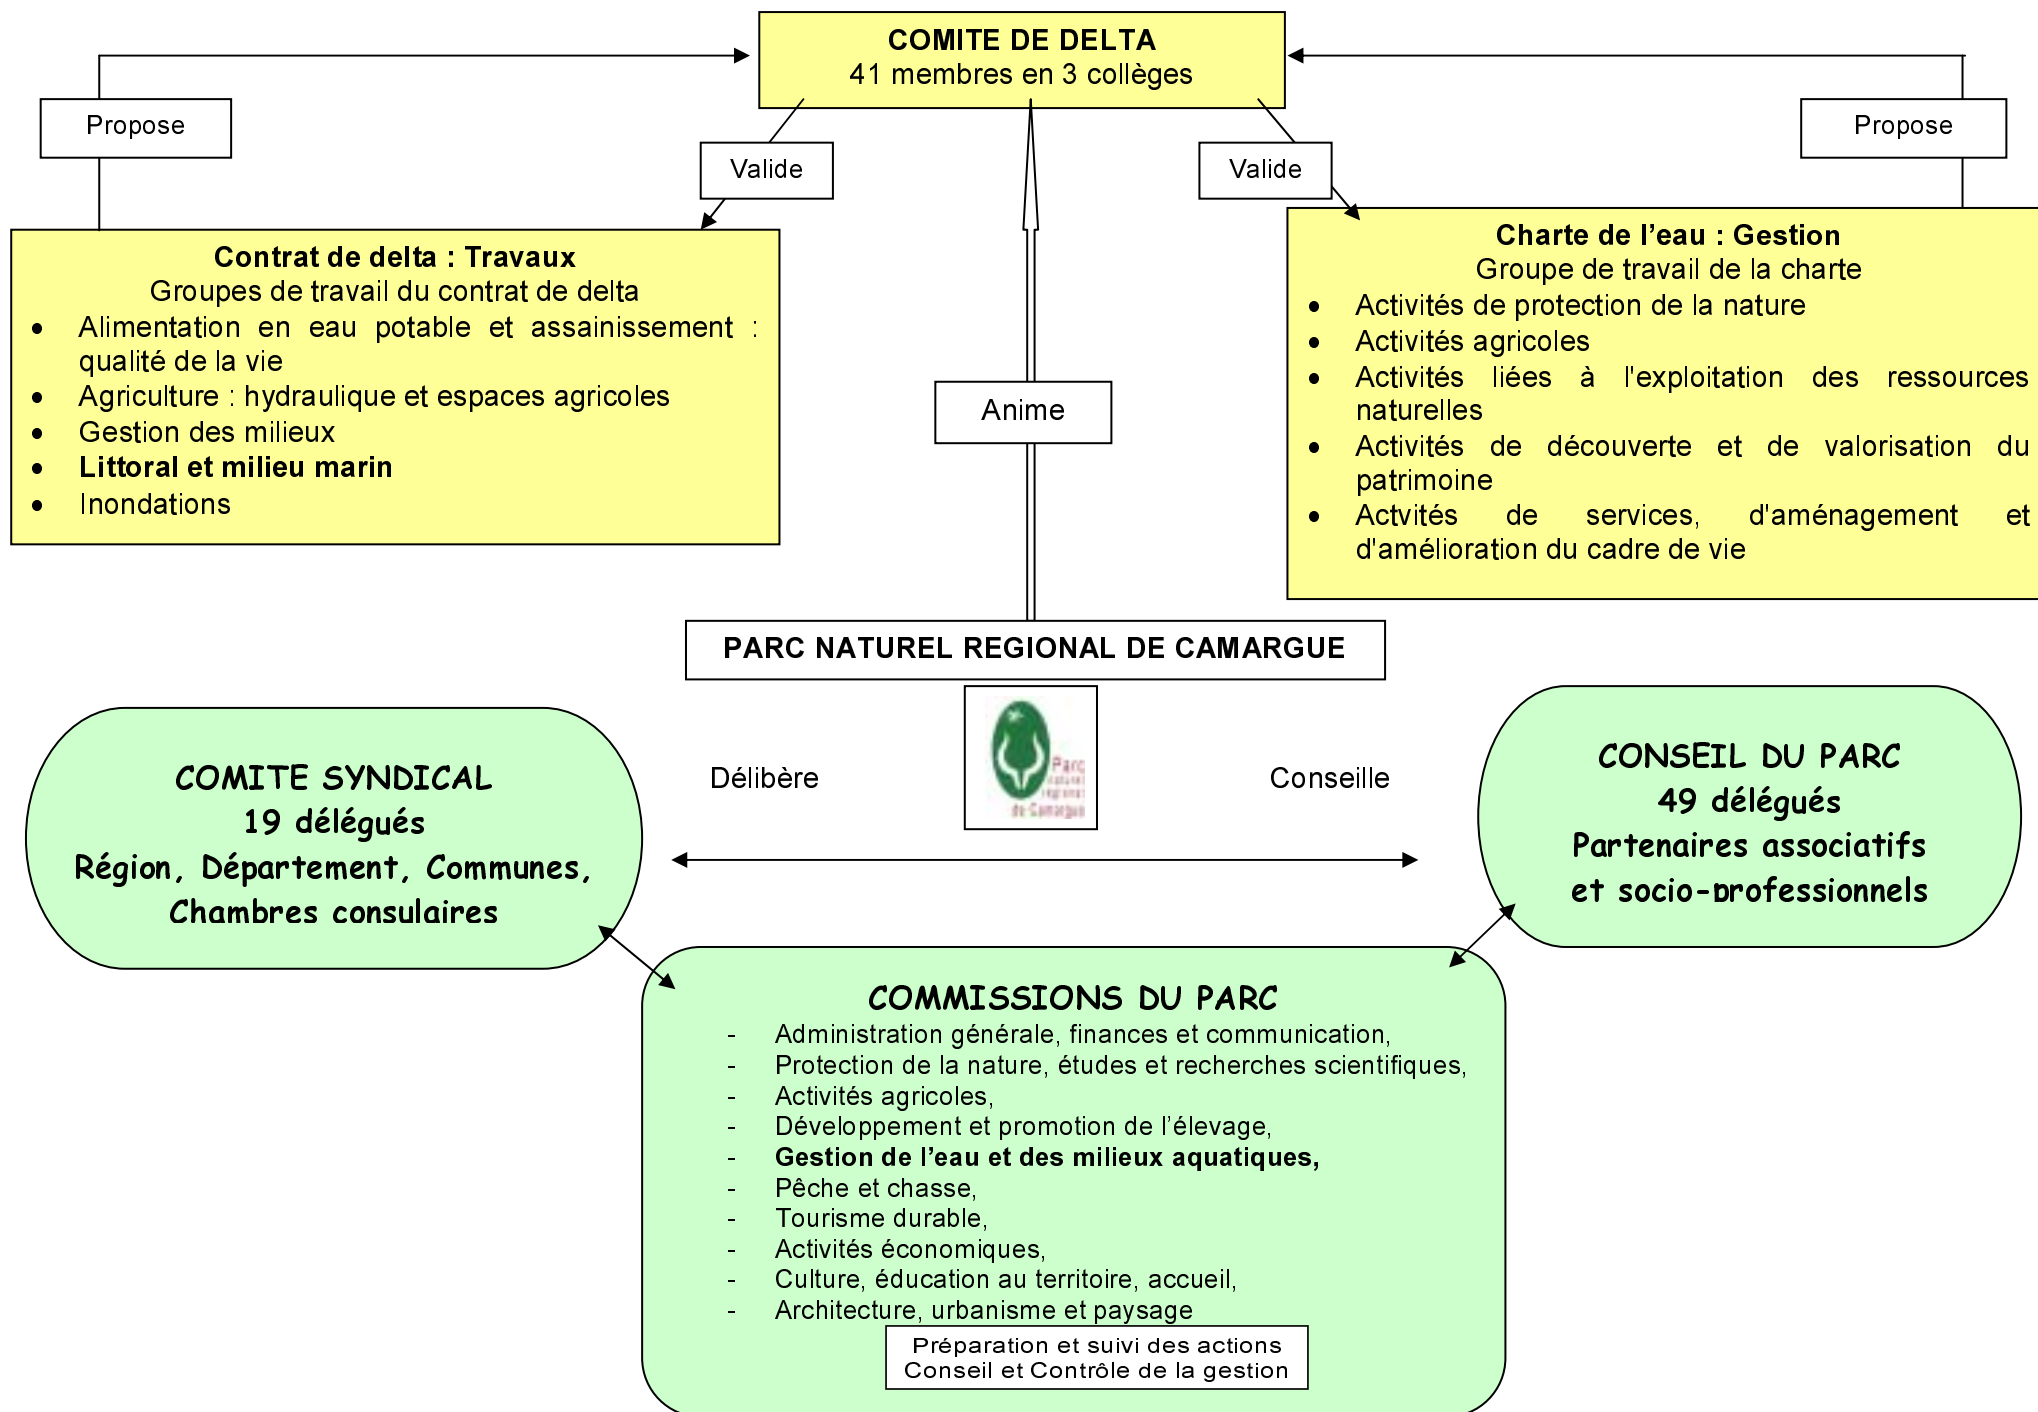 COMITE DE DELTA
41 membres en 3 collèges
Propose
Propose
Valide
Valide
Contrat de delta : Travaux
Groupes de travail du contrat de delta
• Alimentation en eau potable et assainissement :
qualité de la vie
• Agriculture : hydraulique et espaces agricoles
• Gestion des milieux
• Littoral et milieu marin
• Inondations
Charte de l’eau : Gestion
Groupe de travail de la charte
• Activités de protection de la nature
• Activités agricoles
• Activités liées à l'exploitation des ressources
naturelles
• Activités de découverte et de valorisation du
patrimoine
• Actvités de services, d'aménagement et
d'amélioration du cadre de vie
Anime
PARC NATUREL REGIONAL DE CAMARGUE
Parc
naturel
régional
de Camargue
COMITE SYNDICAL
19 délégués
Région, Département, Communes,
Chambres consulaires
Délibère
Conseille
CONSEIL DU PARC
49 délégués
Partenaires associatifs
et socio-professionnels
COMMISSIONS DU PARC
- Administration générale, finances et communication,
- Protection de la nature, études et recherches scientifiques,
- Activités agricoles,
- Développement et promotion de l’élevage,
- Gestion de l’eau et des milieux aquatiques,
- Pêche et chasse,
- Tourisme durable,
- Activités économiques,
- Culture, éducation au territoire, accueil,
- Architecture, urbanisme et paysage
Préparation et suivi des actions
Conseil et Contrôle de la gestion